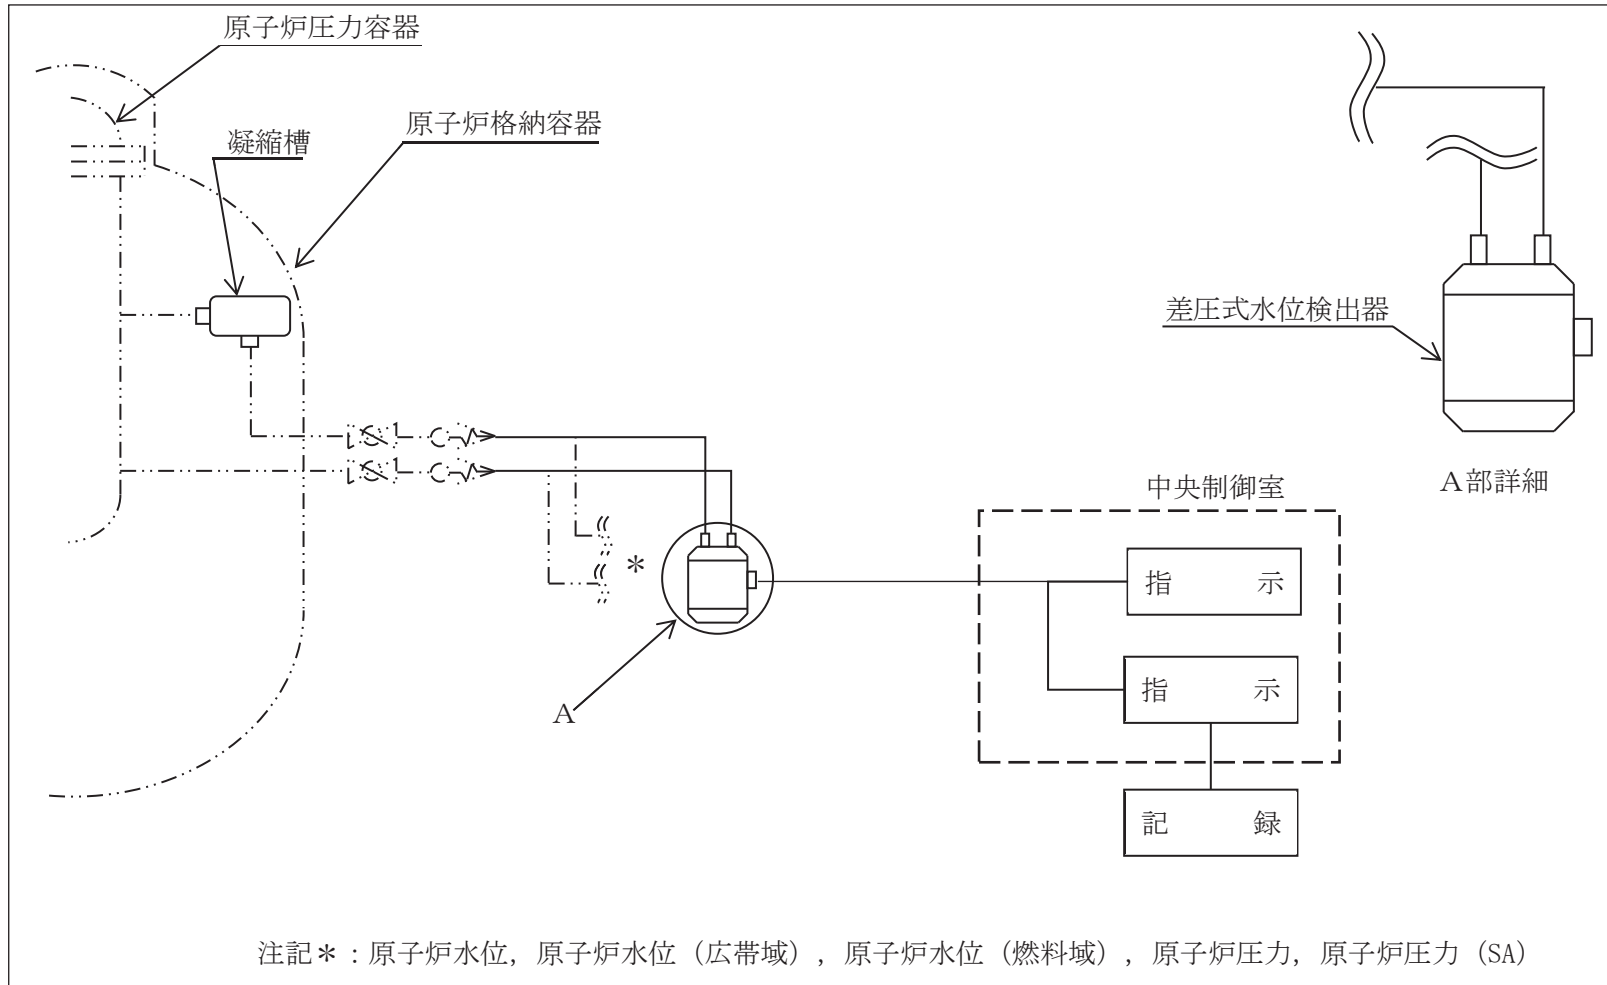 原子炉圧力容器
原子炉格納容器
凝縮槽
差圧式水位検出器
A部詳細
中央制御室
指 示
指 示
記 録
*
A
注記*：原子炉水位，原子炉水位（広帯域），原子炉水位（燃料域），原子炉圧力，原子炉圧力（SA）